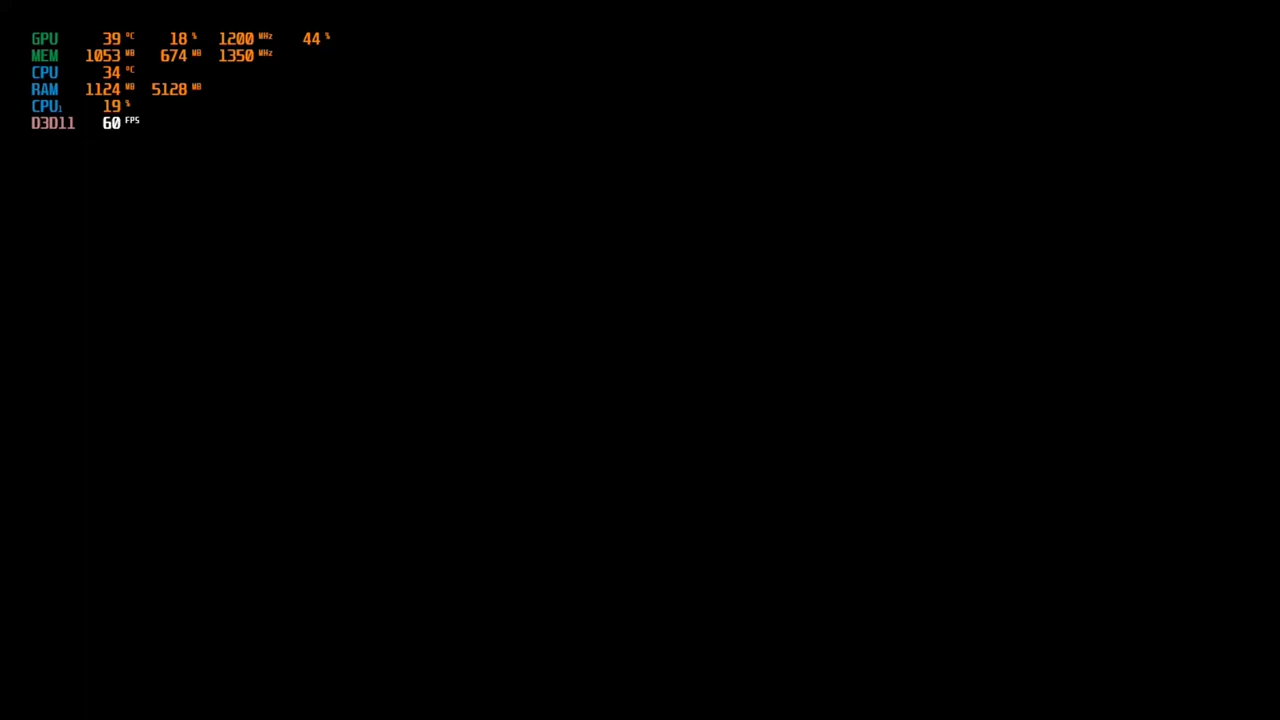 GPU 39 °C 18 % 1200 MHz 44 %
MEM 1053 MB 674 MB 1350 MHz
CPU 34 °C
RAM 1124 MB 5128 MB
CPU1 19 %
D3D11 60 FPS